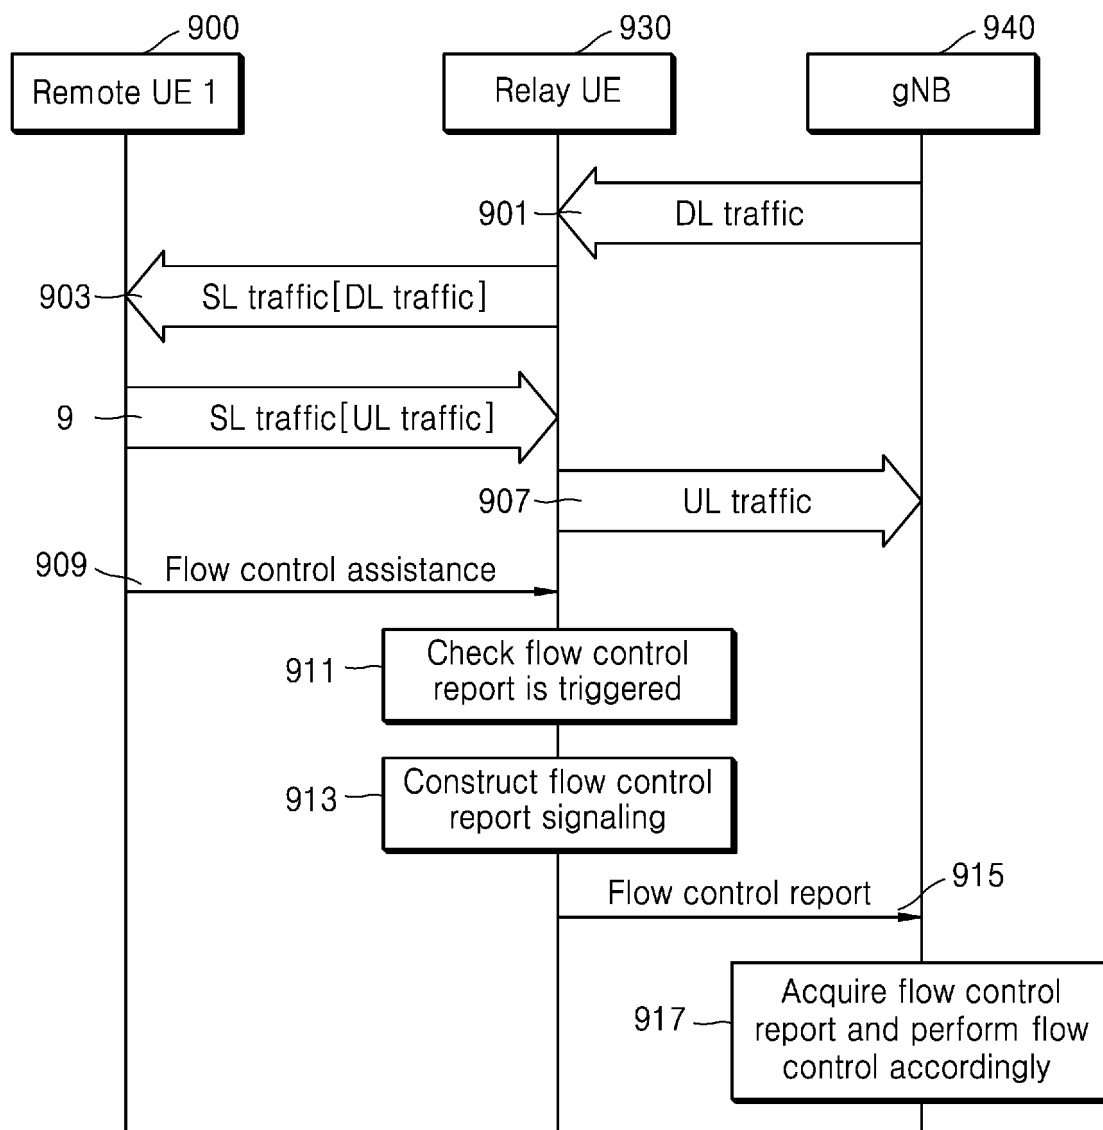 900
930
940
Remote UE 1
Relay UE
gNB
901
DL traffic
903
SL traffic[DL traffic]
9
SL traffic[UL traffic]
907
UL traffic
909
Flow control assistance
911
Check flow control
report is triggered
913
Construct flow control
report signaling
Flow control report
915
917
Acquire flow control
report and perform flow
control accordingly